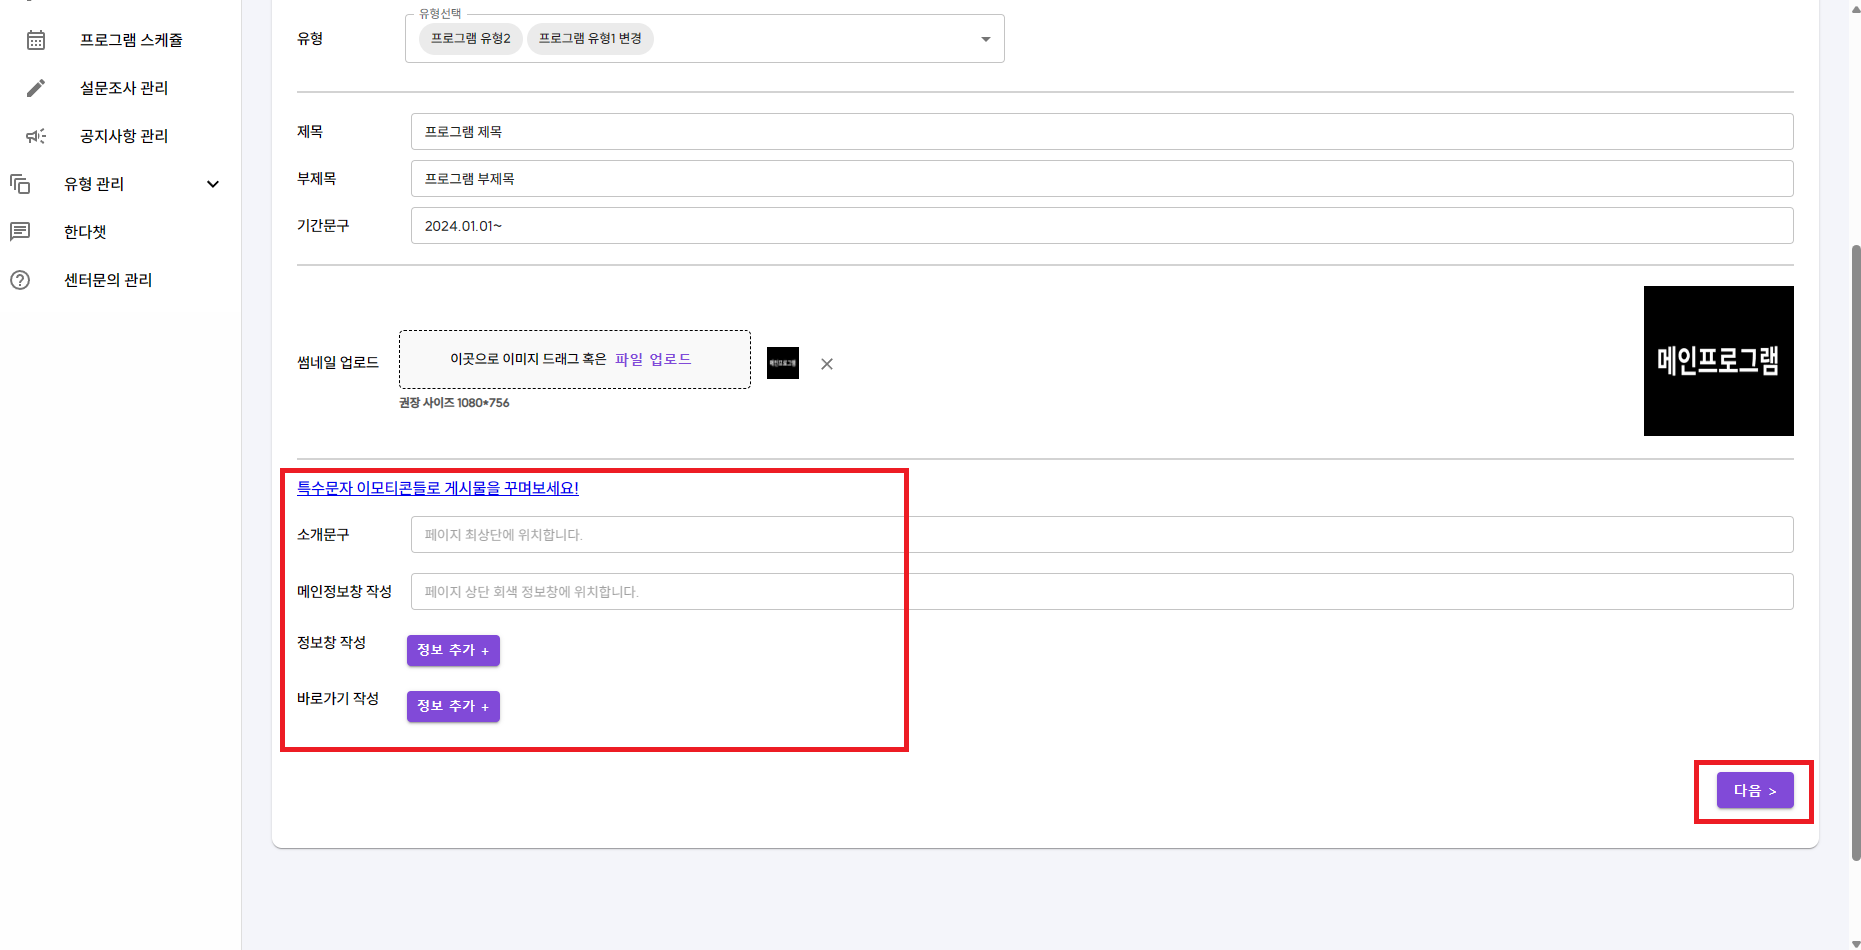 프로그램 스케쥴
설문조사 관리
공지사항 관리
유형 관리
한다챗
센터문의 관리
유형선택
유형
프로그램 유형2
프로그램 유형1 변경
제목
프로그램 제목
부제목
프로그램 부제목
기간문구
2024.01.01~
썸네일 업로드
이곳으로 이미지 드래그 혹은 파일 업로드
메인프로그램
권장 사이즈 1080*756
메인프로그램
특수문자 이모티콘들로 게시물을 꾸며보세요!
소개문구
페이지 최상단에 위치합니다.
메인정보창 작성
페이지 상단 회색 정보창에 위치합니다.
정보창 작성
정보 추가 +
바로가기 작성
정보 추가 +
다음 >